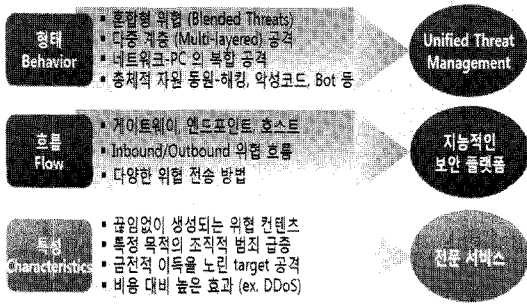 형태
Behavior
▪ 혼합형 위협 (Blended Threats)
▪ 다중 계층 (Multi-layered) 공격
▪ 네트워크-PC 의 복합 공격
▪ 총체적 자원 동원-해킹, 악성코드, Bot 등
Unified Threat
Management
흐름
Flow
▪ 게이트웨이, 엔드포인트, 호스트
▪ Inbound/Outbound 위협 흐름
▪ 다양한 위협 전송 방법
지능적인
보안 플랫폼
특성
Characteristics
▪ 끊임없이 생성되는 위협 컨텐츠
▪ 특정 목적의 조직적 범죄 급증
▪ 금전적 이득을 노린 target 공격
▪ 비용 대비 높은 효과 (ex. DDoS)
전문 서비스